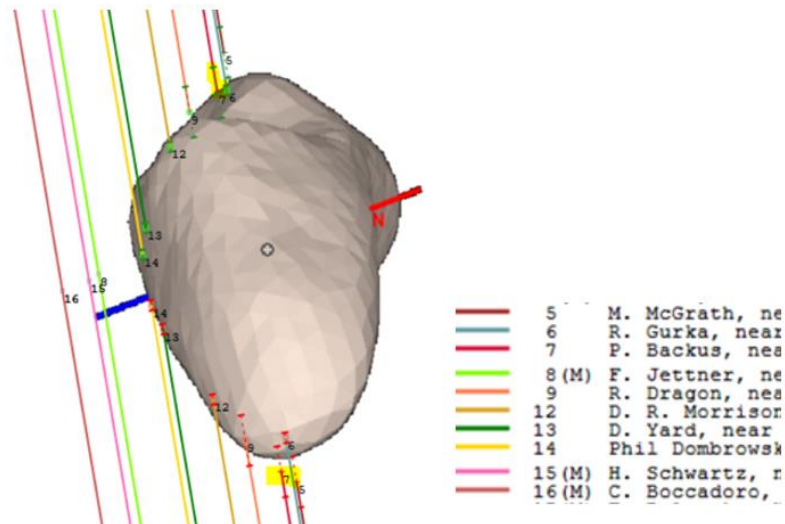 5
7 6
9
12
N
13
14
8
15
16
14
13
12
9 6
7
5
5 M. McGrath, ne
6 R. Gurka, near
7 P. Backus, nea
8(M) F. Jettner, ne
9 R. Dragon, near
12 D. R. Morrison
13 D. Yard, near
14 Phil Dombrowsk
15(M) H. Schwartz, n
16(M) C. Boccadoro,